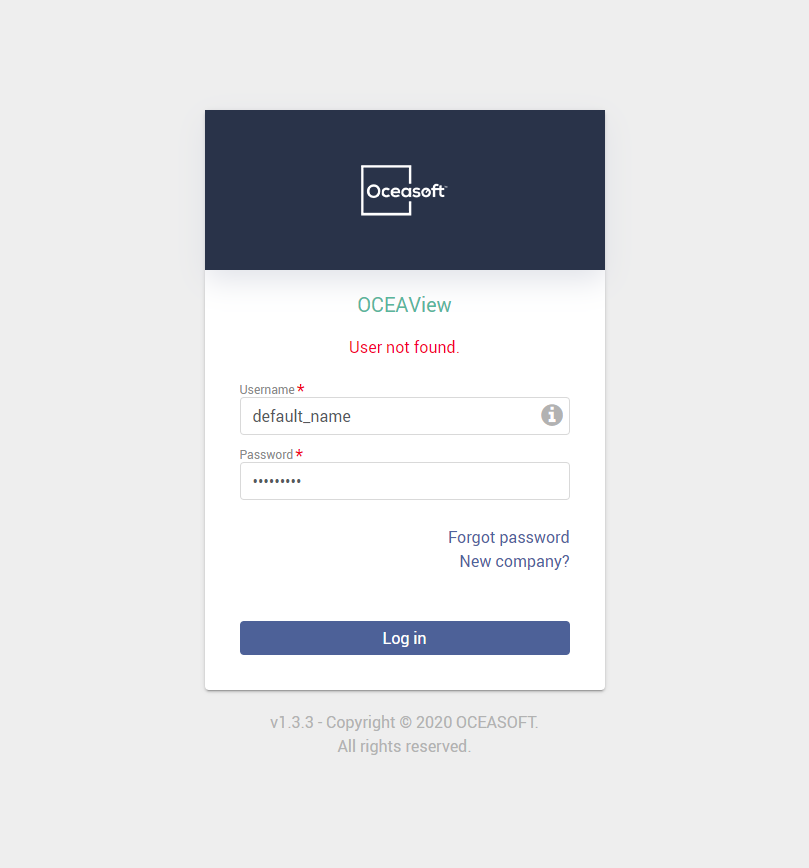 Oceasoft™
OCEAView
User not found.
Username *
default_name
Password *
•••••••••
Forgot password
New company?
Log in
v1.3.3 - Copyright © 2020 OCEASOFT.
All rights reserved.